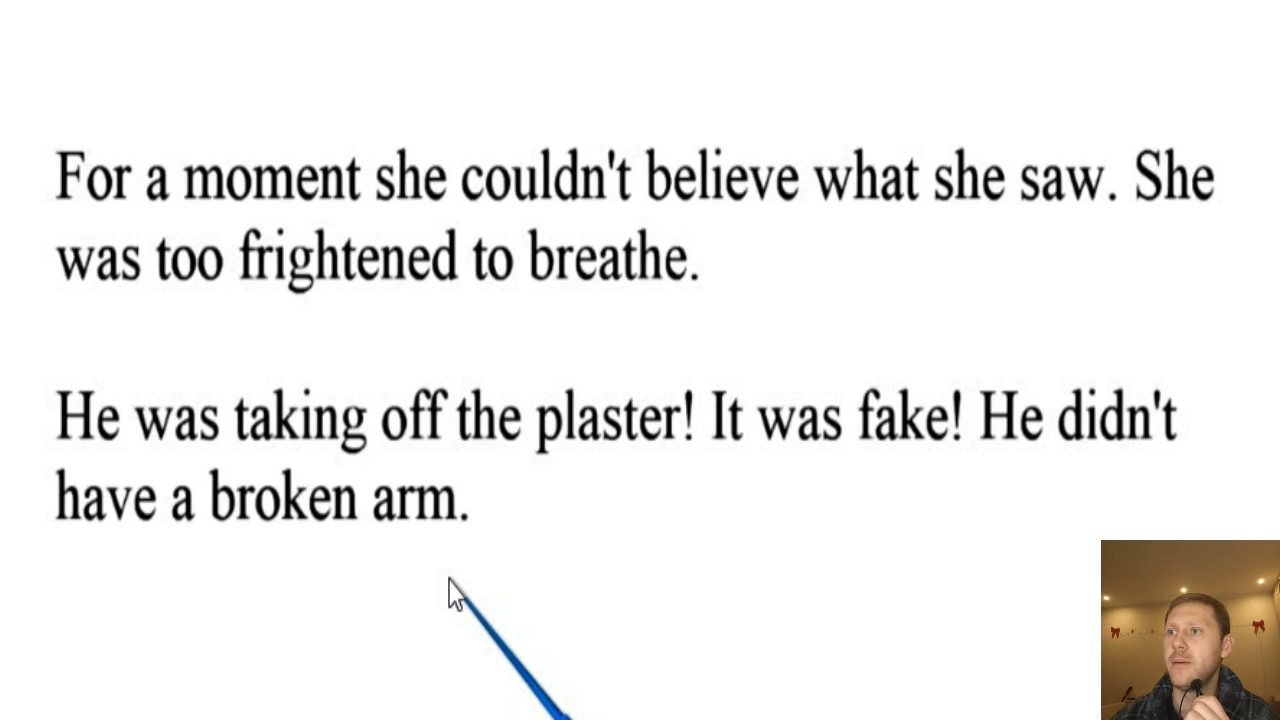 For a moment she couldn't believe what she saw. She
was too frightened to breathe.
He was taking off the plaster! It was fake! He didn't
have a broken arm.